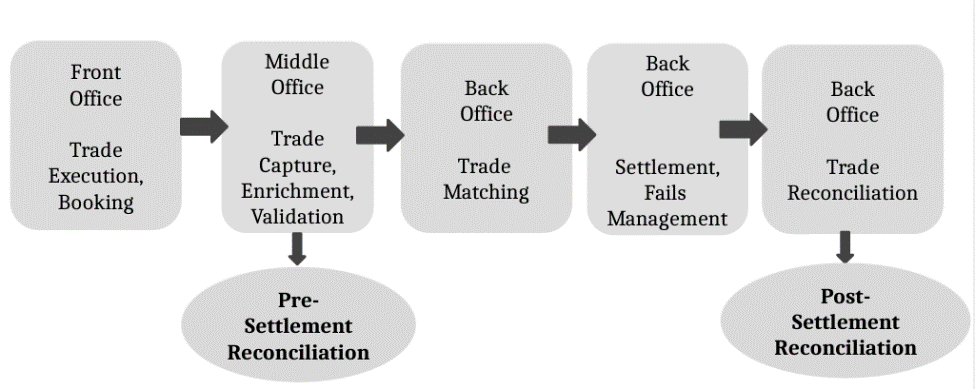 Front
Office
Trade
Execution,
Booking
Middle
Office
Trade
Capture,
Enrichment,
Validation
Back
Office
Trade
Matching
Back
Office
Settlement,
Fails
Management
Back
Office
Trade
Reconciliation
Pre-
Settlement
Reconciliation
Post-
Settlement
Reconciliation